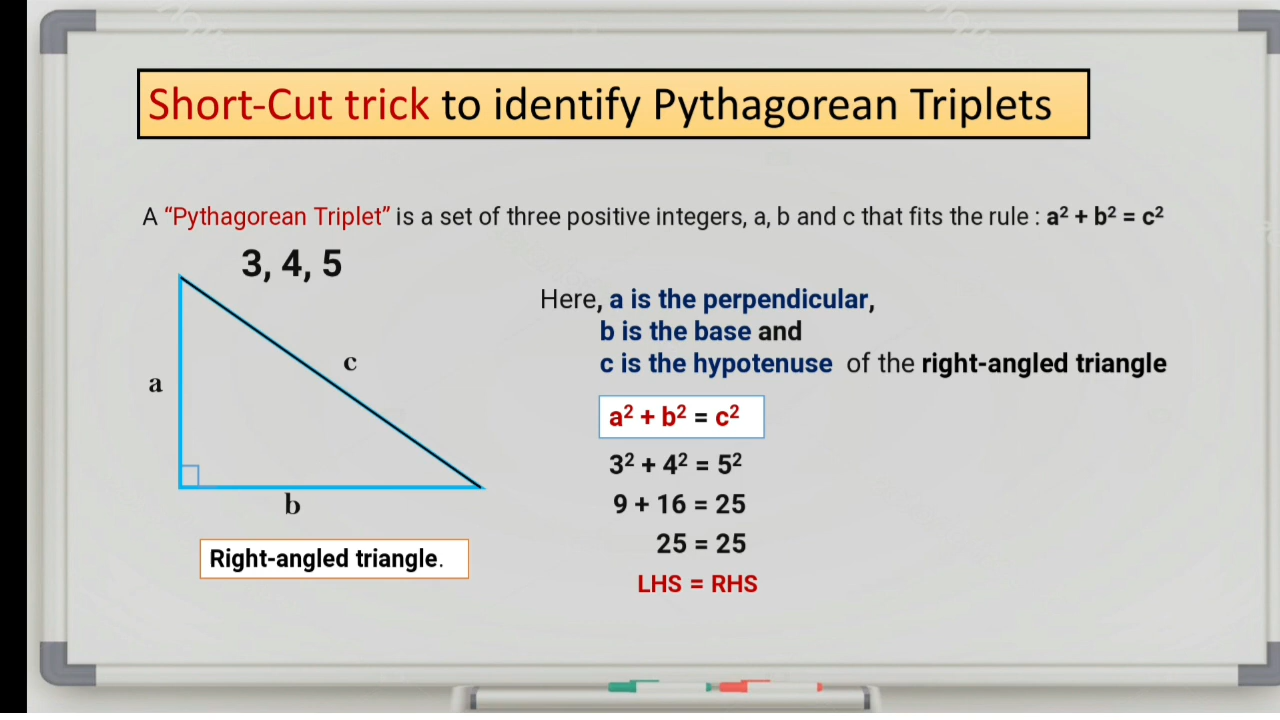 Short-Cut trick to identify Pythagorean Triplets
A “Pythagorean Triplet” is a set of three positive integers, a, b and c that fits the rule : a² + b² = c²
3, 4, 5
a
c
b
Right-angled triangle.
Here, a is the perpendicular,
b is the base and
c is the hypotenuse of the right-angled triangle
a² + b² = c²
3² + 4² = 5²
9 + 16 = 25
25 = 25
LHS = RHS